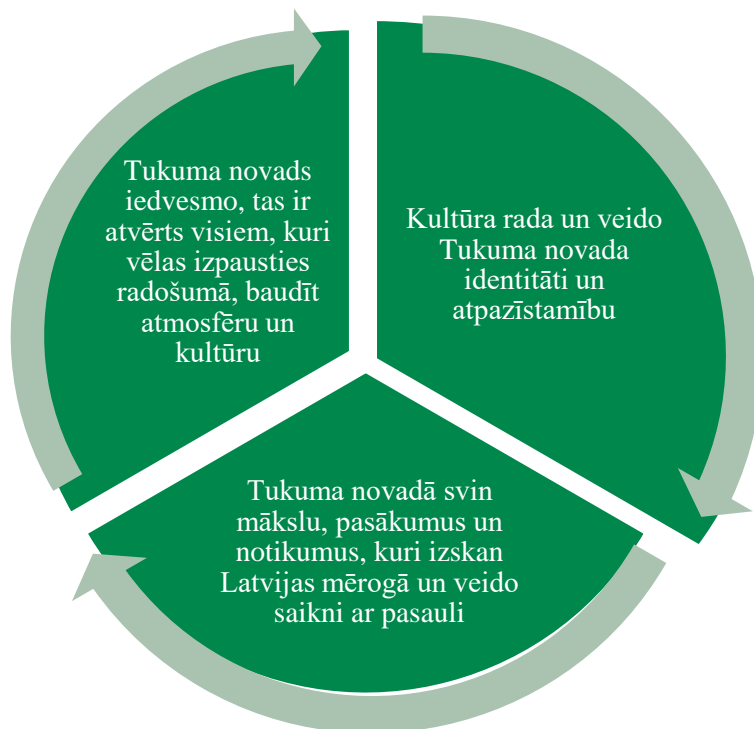 Tukuma novads
iedvesmo, tas ir
atvērts visiem, kuri
vēlas izpausties
radošumā, baudīt
atmosfēru un
kultūru
Kultūra rada un veido
Tukuma novada
identitāti un
atpazīstamību
Tukuma novadā svin
mākslu, pasākumus un
notikumus, kuri izskan
Latvijas mērogā un veido
saikni ar pasauli